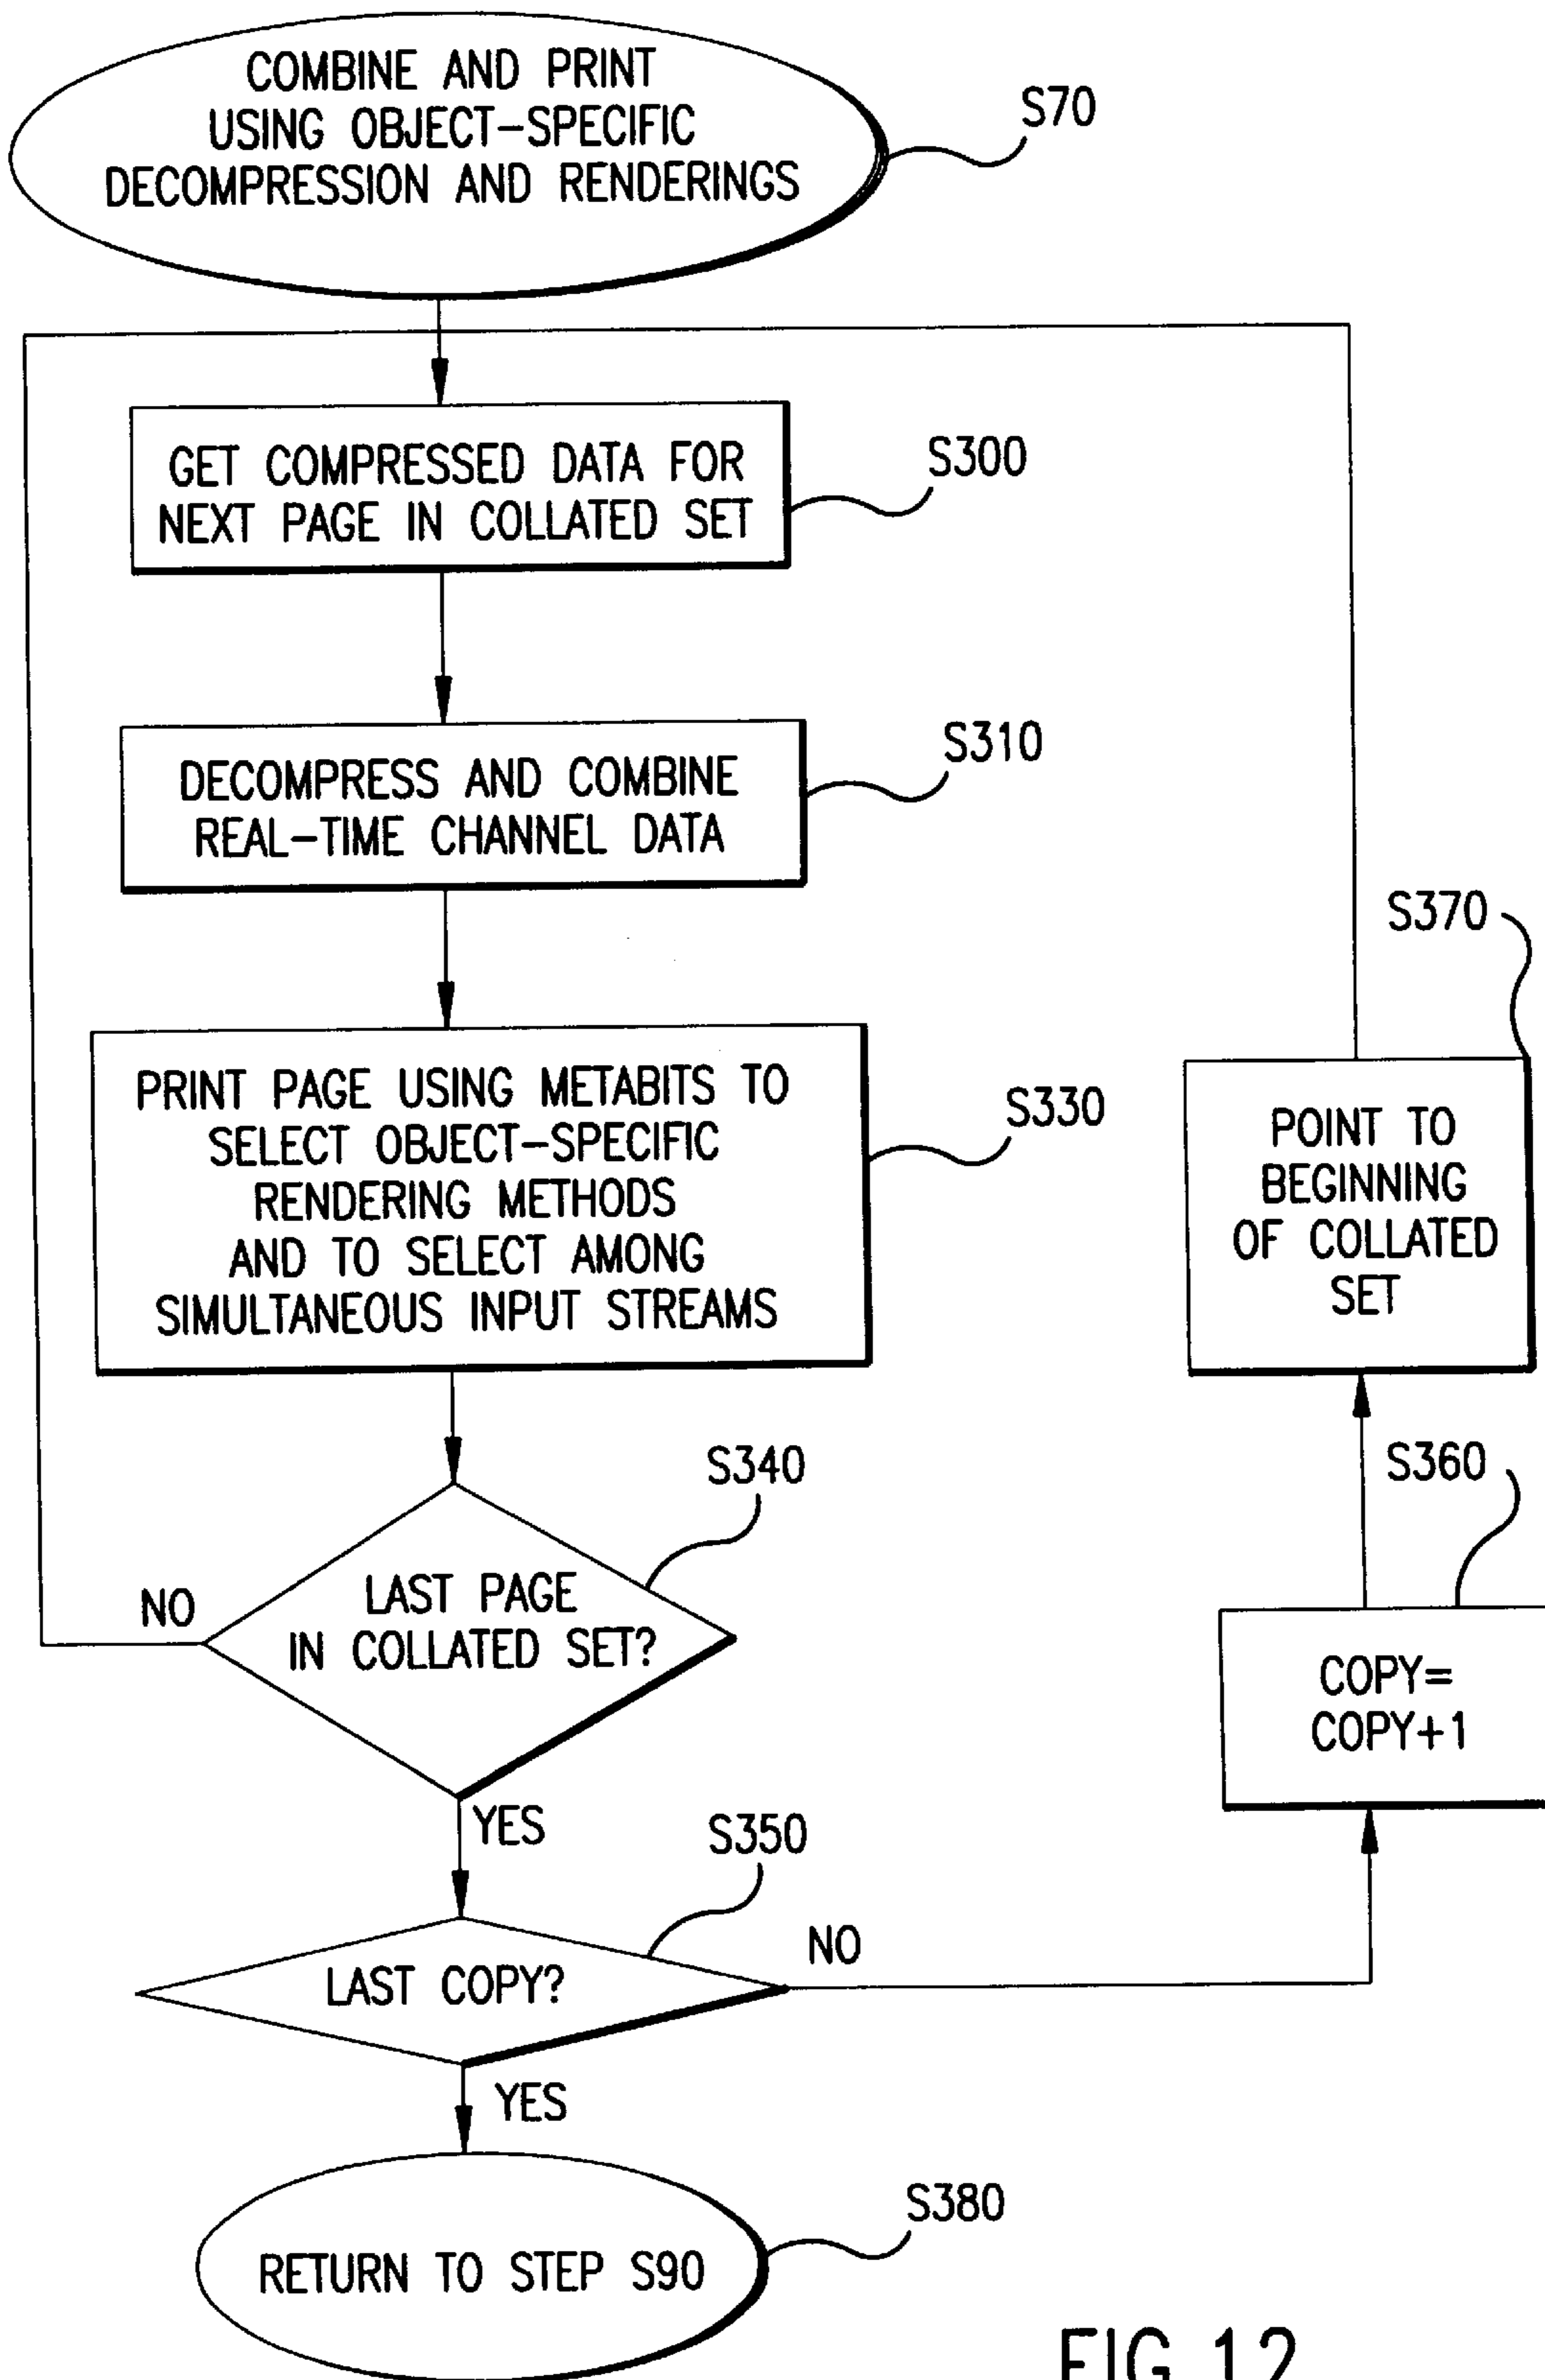 COMBINE AND PRINT
USING OBJECT-SPECIFIC
DECOMPRESSION AND RENDERINGS
S70
GET COMPRESSED DATA FOR
NEXT PAGE IN COLLATED SET
S300
DECOMPRESS AND COMBINE
REAL-TIME CHANNEL DATA
S310
PRINT PAGE USING METABITS TO
SELECT OBJECT-SPECIFIC
RENDERING METHODS
AND TO SELECT AMONG
SIMULTANEOUS INPUT STREAMS
S330
S370
POINT TO
BEGINNING
OF COLLATED
SET
S340
LAST PAGE
IN COLLATED SET?
NO
YES
S360
COPY=
COPY+1
S350
LAST COPY?
NO
YES
S380
RETURN TO STEP S90
FIG.12